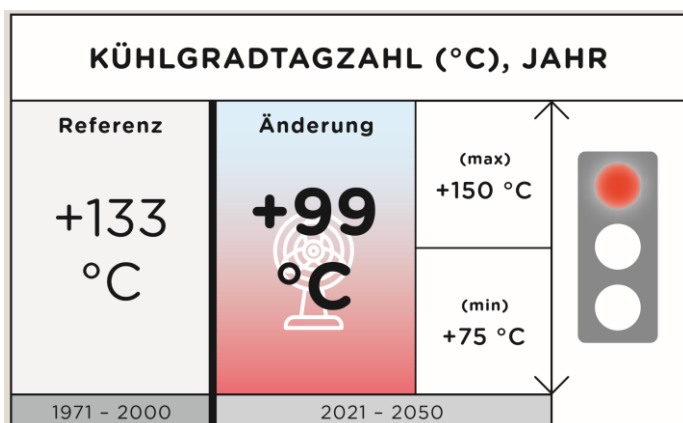 KÜHLGRADTAGZAHL (°C), JAHR
Referenz
+133
°C
Änderung
+99
°C
(max)
+150 °C
(min)
+75 °C
1971 – 2000
2021 – 2050